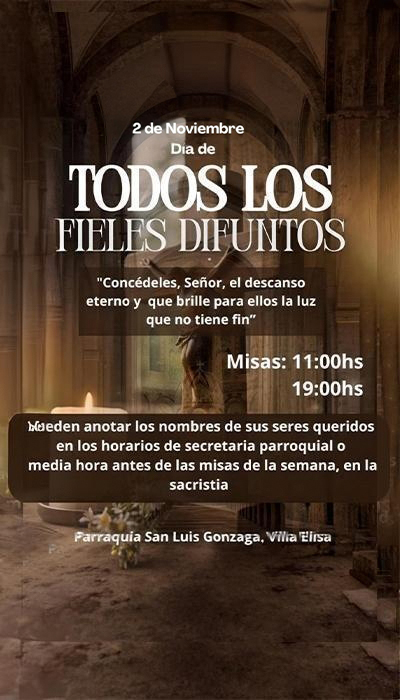 2 de Noviembre
Día de
TODOS LOS
FIELES DIFUNTOS
"Concédeles, Señor, el descanso
eterno y que brille para ellos la luz
que no tiene fin”
Misas: 11:00hs
19:00hs
Pueden anotar los nombres de sus seres queridos
en los horarios de secretaria parroquial o
media hora antes de las misas de la semana, en la
sacristia
Parraquía San Luis Gonzaga, Villa Elisa